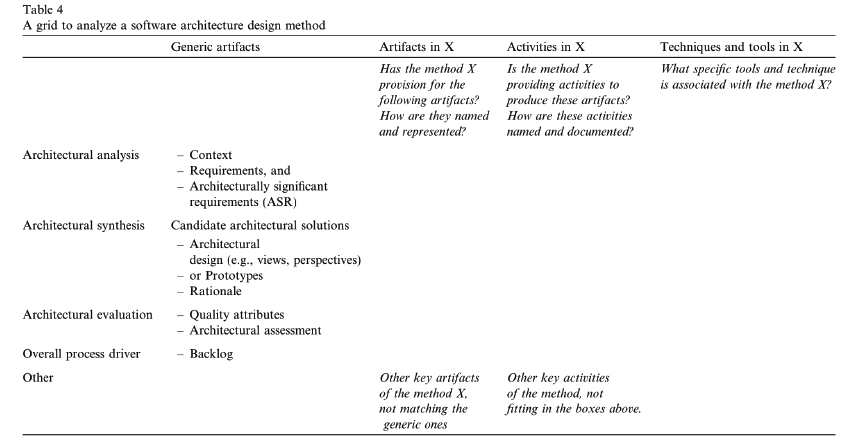 Table 4
A grid to analyze a software architecture design method
Generic artifacts Artifacts in X Activities in X Techniques and tools in X
Has the method X Is the method X What specific tools and technique
provision for the providing activities to is associated with the method X?
following artifacts? produce these artifacts?
How are they named How are these activities
and represented? named and documented?
Architectural analysis – Context
– Requirements, and
– Architecturally significant
requirements (ASR)
Architectural synthesis Candidate architectural solutions
– Architectural
design (e.g., views, perspectives)
– or Prototypes
– Rationale
Architectural evaluation – Quality attributes
– Architectural assessment
Overall process driver – Backlog
Other Other key artifacts Other key activities
of the method X, of the method, not
not matching the fitting in the boxes above.
generic ones